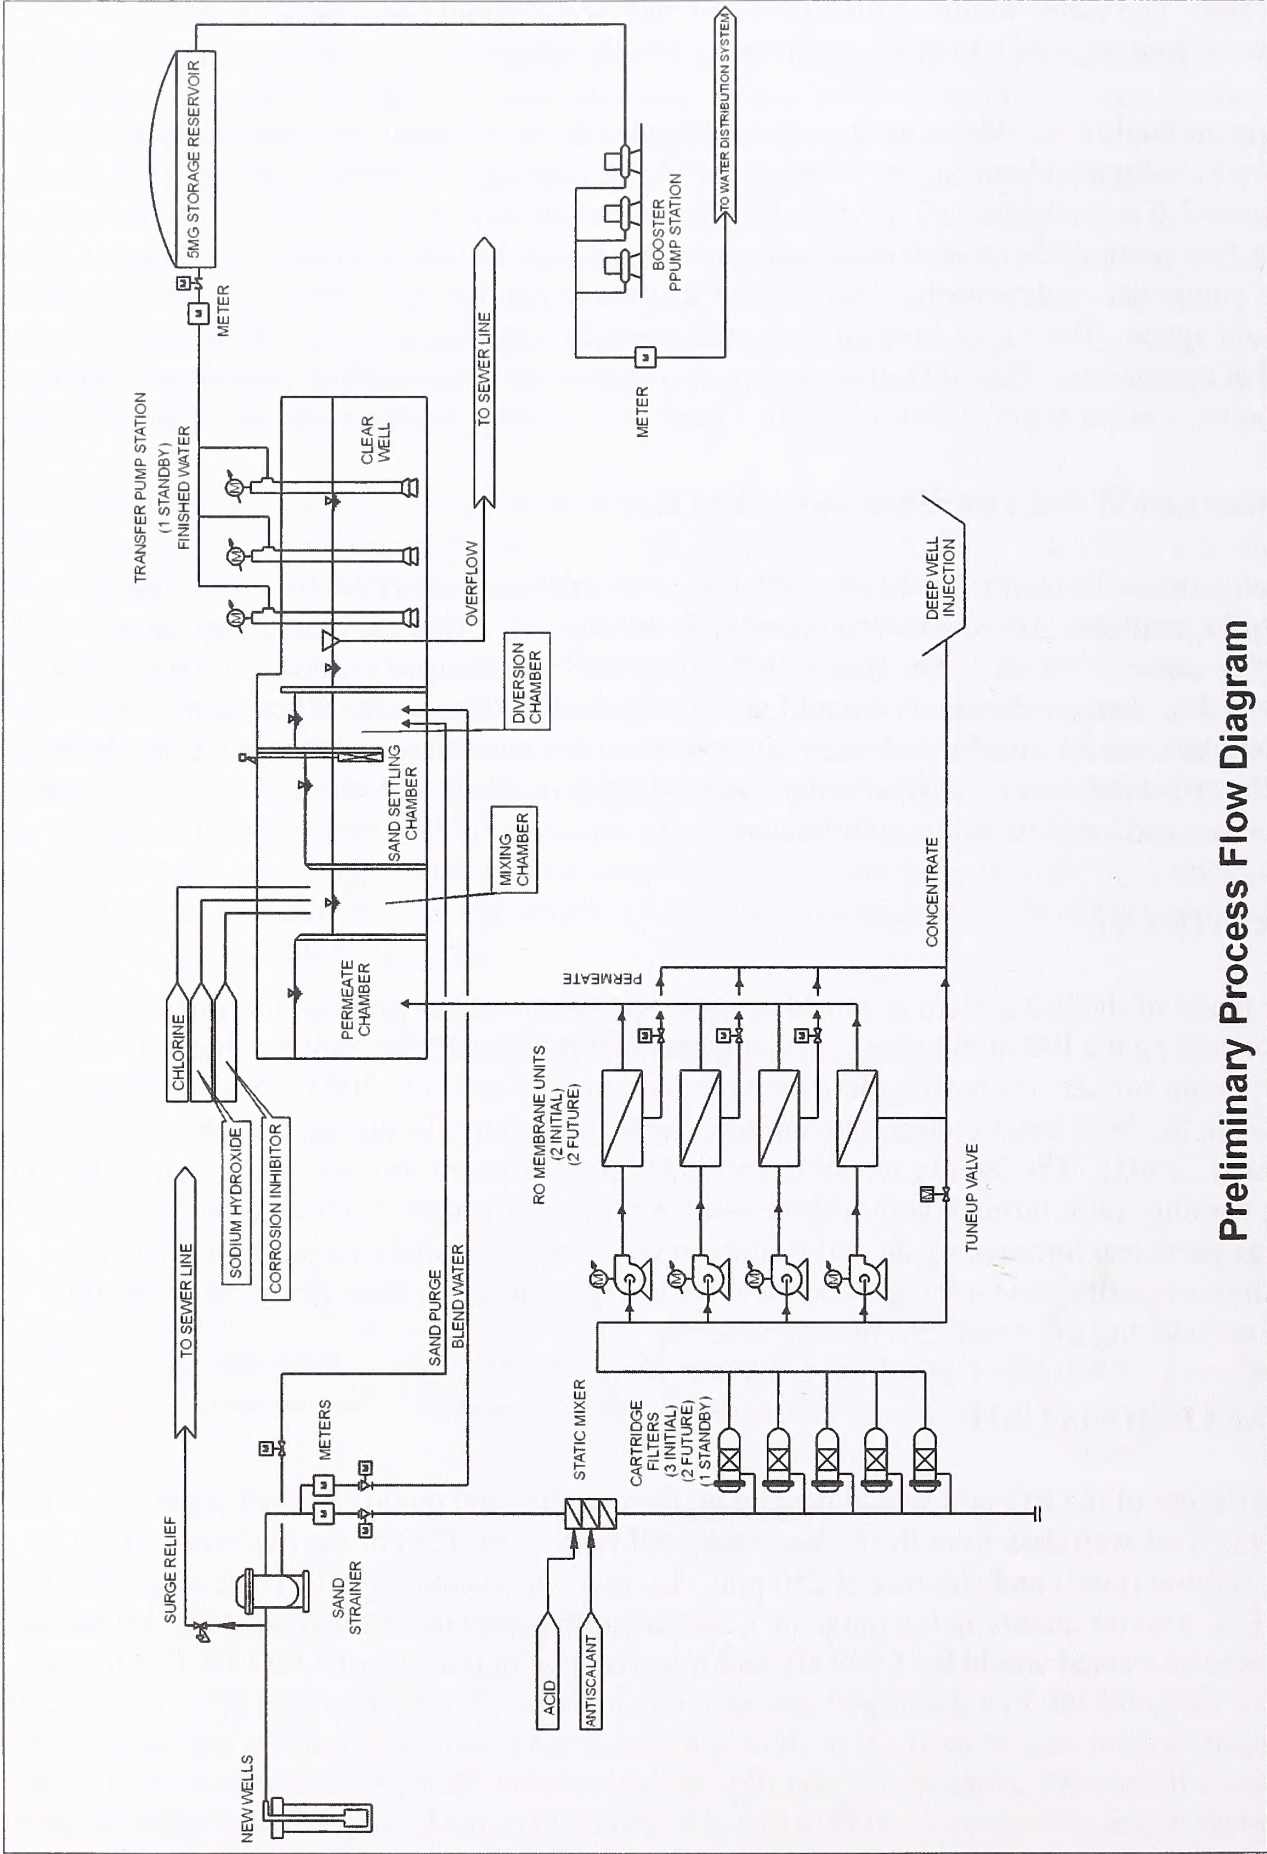 NEW WELLS
SURGE RELIEF
TO SEWER LINE
SAND
STRAINER
M
M
M
METERS
M
M
SAND PURGE
BLEND WATER
ACID
ANTISCALANT
STATIC MIXER
CARTRIDGE
FILTERS
(3 INITIAL)
(2 FUTURE)
(1 STANDBY)
M
M
M
M
RO MEMBRANE UNITS
(2 INITIAL)
(2 FUTURE)
M
M
M
M
TUNEUP VALVE
PERMEATE
CONCENTRATE
DEEP WELL
INJECTION
CHLORINE
SODIUM HYDROXIDE
CORROSION INHIBITOR
PERMEATE
CHAMBER
MIXING
CHAMBER
SAND SETTLING
CHAMBER
DIVERSION
CHAMBER
OVERFLOW
TO SEWER LINE
CLEAR
WELL
M
M
M
TRANSFER PUMP STATION
(1 STANDBY)
FINISHED WATER
M
M
METER
5MG STORAGE RESERVOIR
BOOSTER
PPUMP STATION
M
METER
TO WATER DISTRIBUTION SYSTEM
Preliminary Process Flow Diagram